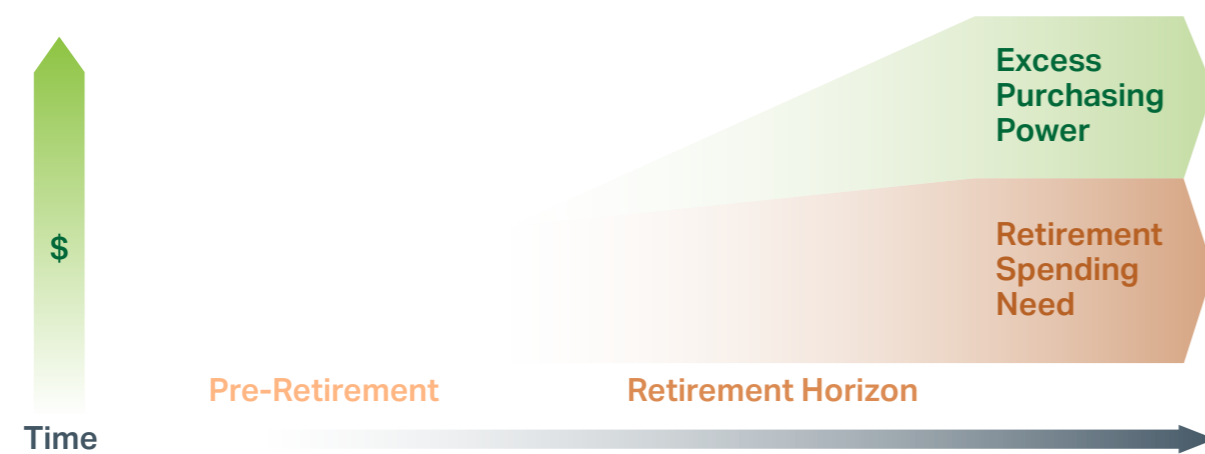 Excess
Purchasing
Power
$
Retirement
Spending
Need
Pre-Retirement
Retirement Horizon
Time